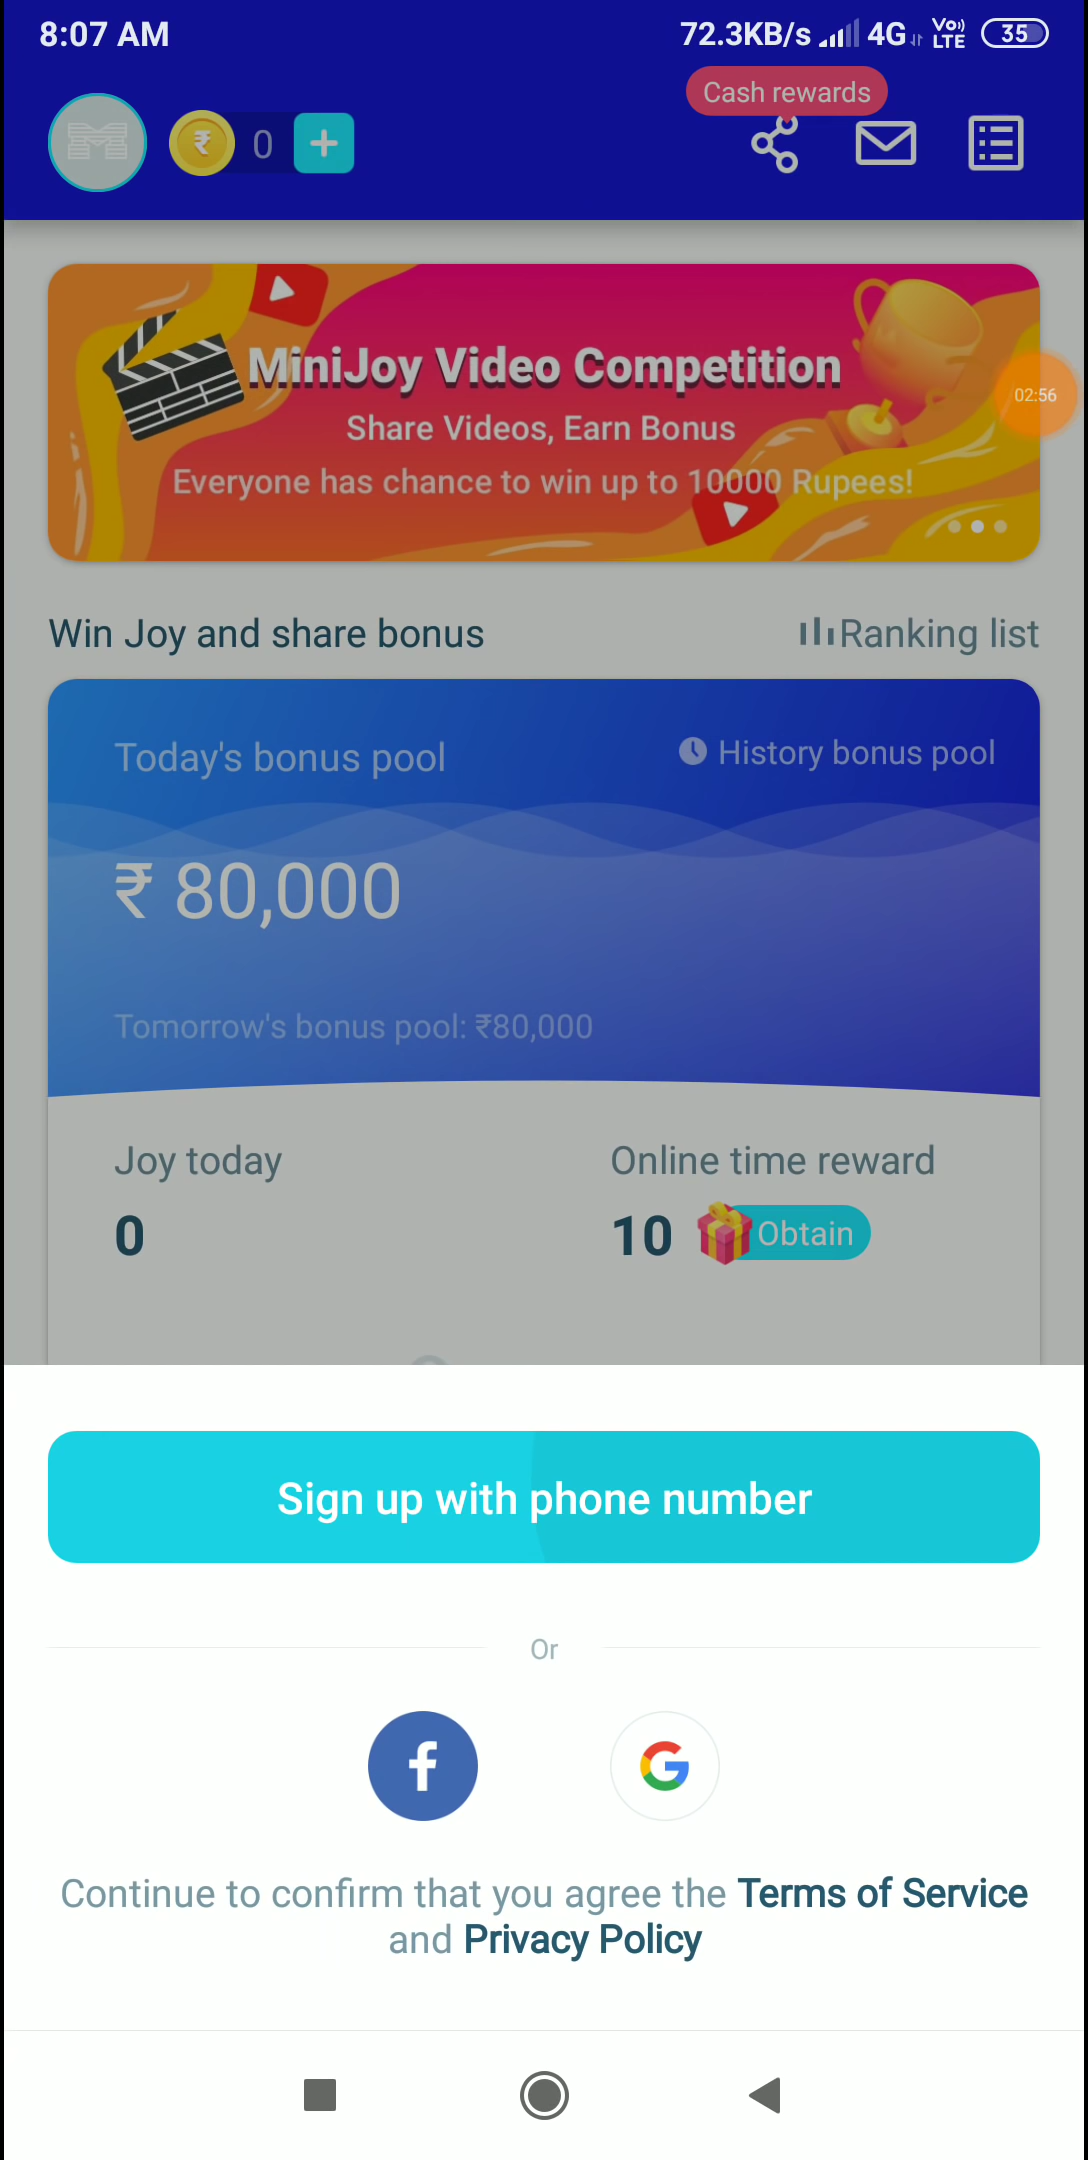 8:07 AM
72.3KB/s 4G Vo)) LTE 35
Cash rewards
₹ 0 +
MiniJoy Video Competition
Share Videos, Earn Bonus
02:56
Everyone has chance to win up to 10000 Rupees!
Win Joy and share bonus
Ranking list
Today's bonus pool
History bonus pool
₹ 80,000
Tomorrow's bonus pool: ₹80,000
Joy today
Online time reward
0
10 Obtain
Sign up with phone number
Or
f G
Continue to confirm that you agree the Terms of Service
and Privacy Policy